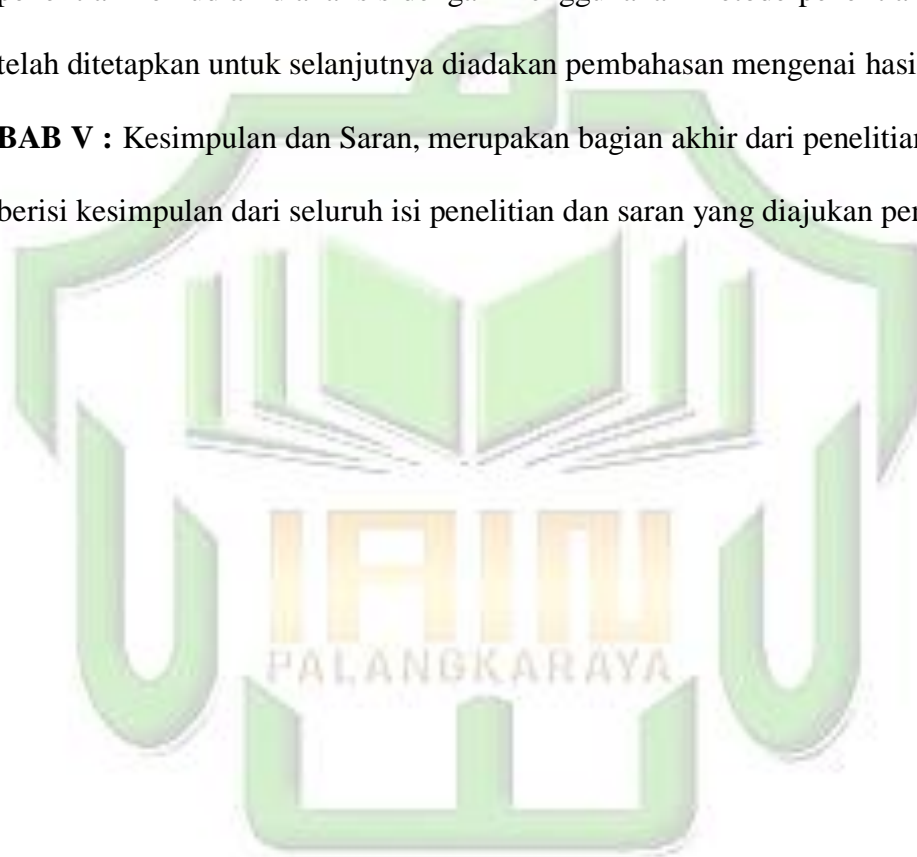 telah ditetapkan untuk selanjutnya diadakan pembahasan mengenai hasi
BAB V : Kesimpulan dan Saran, merupakan bagian akhir dari penelitian
berisi kesimpulan dari seluruh isi penelitian dan saran yang diajukan pe
IAIN
PALANGKARAYA